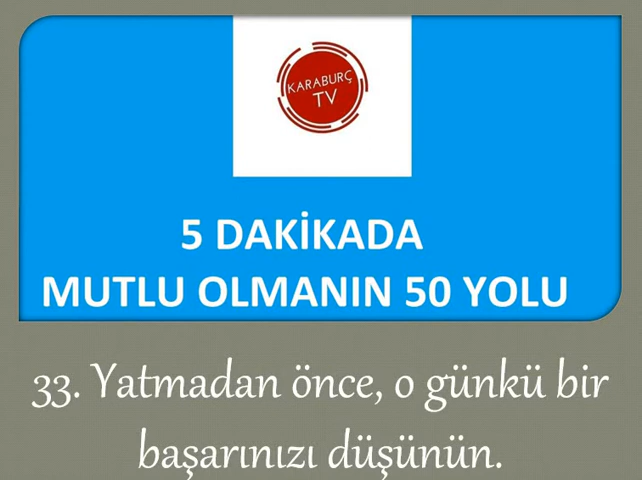 KARABURÇ
TV
5 DAKİKADA
MUTLU OLMANIN 50 YOLU
33. Yatmadan önce, o günkü bir
başarınızı düşünün.